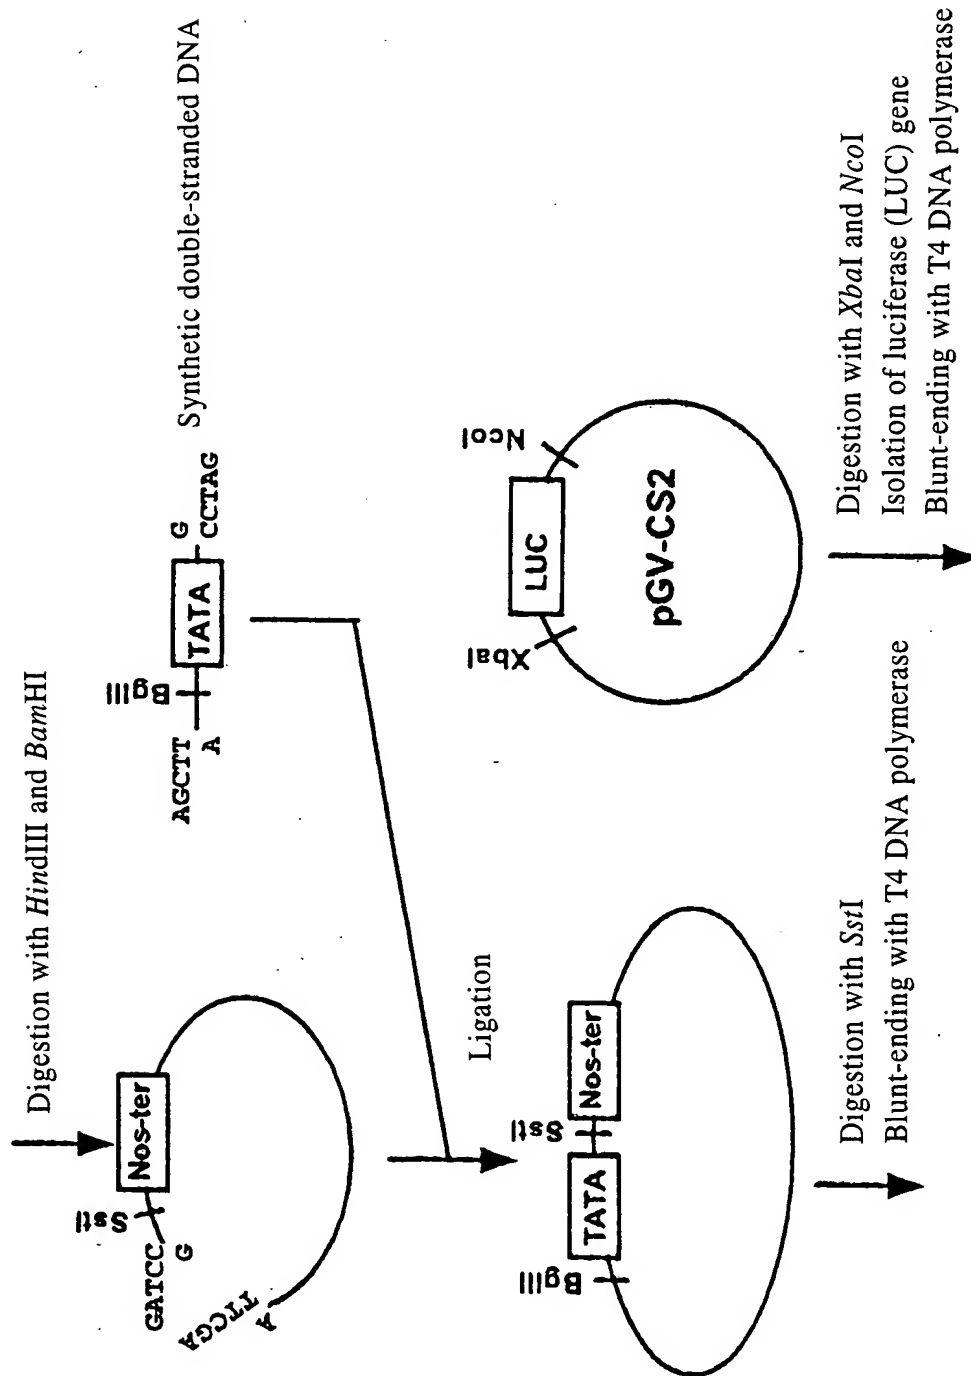 Digestion with HindIII and BamHI
GATCC
G
SstI
Nos-ter
TTCGA
A
AGCTT
A
BglII
TATA
G
CCTAG
Synthetic double-stranded DNA
Ligation
BglII
TATA
SstI
Nos-ter
XbaI
LUC
NcoI
pGV-CS2
Digestion with SstI
Blunt-ending with T4 DNA polymerase
Digestion with XbaI and NcoI
Isolation of luciferase (LUC) gene
Blunt-ending with T4 DNA polymerase